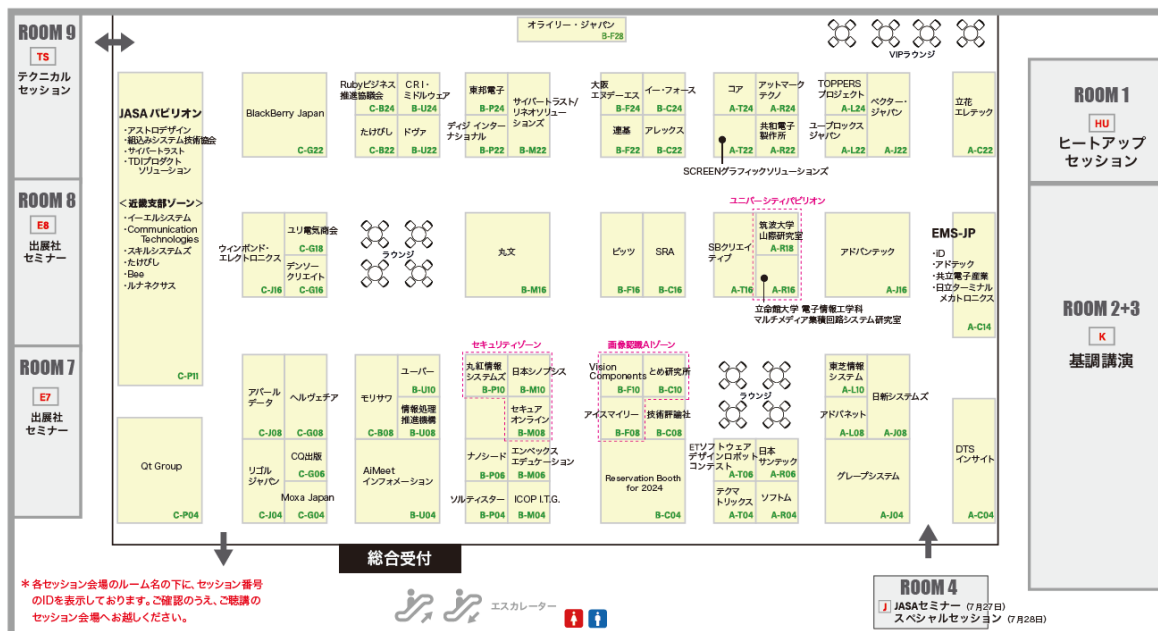 ROOM 9
TS
テクニカル
セッション
ROOM 8
E8
出展社
セミナー
ROOM 7
E7
出展社
セミナー
オライリー・ジャパン
B-F28
VIPラウンジ
JASA パビリオン
・アストロデザイン
・組込みシステム技術協会
・サイバートラスト
・TDIプロダクト
ソリューション
＜近畿支部ゾーン＞
・イーエルシステム
・Communication
Technologies
・スキルシステムズ
・たけびし
・Bee
・ルナネクサス
C-P11
BlackBerry Japan
C-G22
Rubyビジネス
推進協議会
C-B24
CRI・
ミドルウェア
B-U24
たけびし
C-B22
ドヴァ
B-U22
東邦電子
B-P24
ディジ インター
ナショナル
B-P22
サイバートラスト/
リネオソリュー
ションズ
B-M22
大阪
エヌデーエス
B-F24
イー・フォース
B-C24
連基
B-F22
アレックス
B-C22
コア
A-T24
アットマーク
テクノ
A-R24
A-T22
共和電子
製作所
A-R22
SCREENグラフィックソリューションズ
TOPPERS
プロジェクト
A-L24
ユーブロックス
ジャパン
A-L22
ベクター・
ジャパン
A-J22
立花
エレテック
A-C22
ウィンボンド・
エレクトロニクス
C-J16
ユリ電気商会
C-G18
デンソー
クリエイト
C-G16
ラウンジ
丸文
B-M16
ビッツ
B-F16
SRA
B-C16
ユニバーシティパビリオン
SBクリエイ
ティブ
A-T16
筑波大学
山際研究室
A-R18
A-R16
立命館大学 電子情報工学科
マルチメディア集積回路システム研究室
アドバンテック
A-J16
EMS-JP
・ID
・アドテック
・共立電子産業
・日立ターミナル
メカトロニクス
A-C14
アバール
データ
C-J08
ヘルヴェチア
C-G08
リゴル
ジャパン
C-J04
CQ出版
C-G06
Moxa Japan
C-G04
Qt Group
C-P04
モリサワ
C-B08
ユーバー
B-U10
情報処理
推進機構
B-U08
AiMeet
インフォメーション
B-U04
セキュリティゾーン
丸紅情報
システムズ
B-P10
日本シノプシス
B-M10
セキュア
オンライン
B-M08
ナノシード
B-P06
エンベックス
エデュケーション
B-M06
ソルティスター
B-P04
ICOP I.T.G.
B-M04
画像認識AIゾーン
Vision
Components
B-F10
とめ研究所
B-C10
アイスマイリー
B-F08
技術評論社
B-C08
Reservation Booth
for 2024
B-C04
ラウンジ
ETソフトウェア
デザインロボット
コンテスト
A-T06
日本
サンテック
A-R06
テクマ
トリックス
A-T04
ソフトム
A-R04
東芝情報
システム
A-L10
アドバネット
A-L08
日新システムズ
A-J08
グレープシステム
A-J04
DTS
インサイト
A-C04
ROOM 1
HU
ヒートアップ
セッション
ROOM 2+3
K
基調講演
総合受付
＊各セッション会場のルーム名の下に、セッション番号
のIDを表示しております。ご確認のうえ、ご聴講の
セッション会場へお越しください。
エスカレーター
ROOM 4
J JASAセミナー（7月27日）
スペシャルセッション（7月28日）